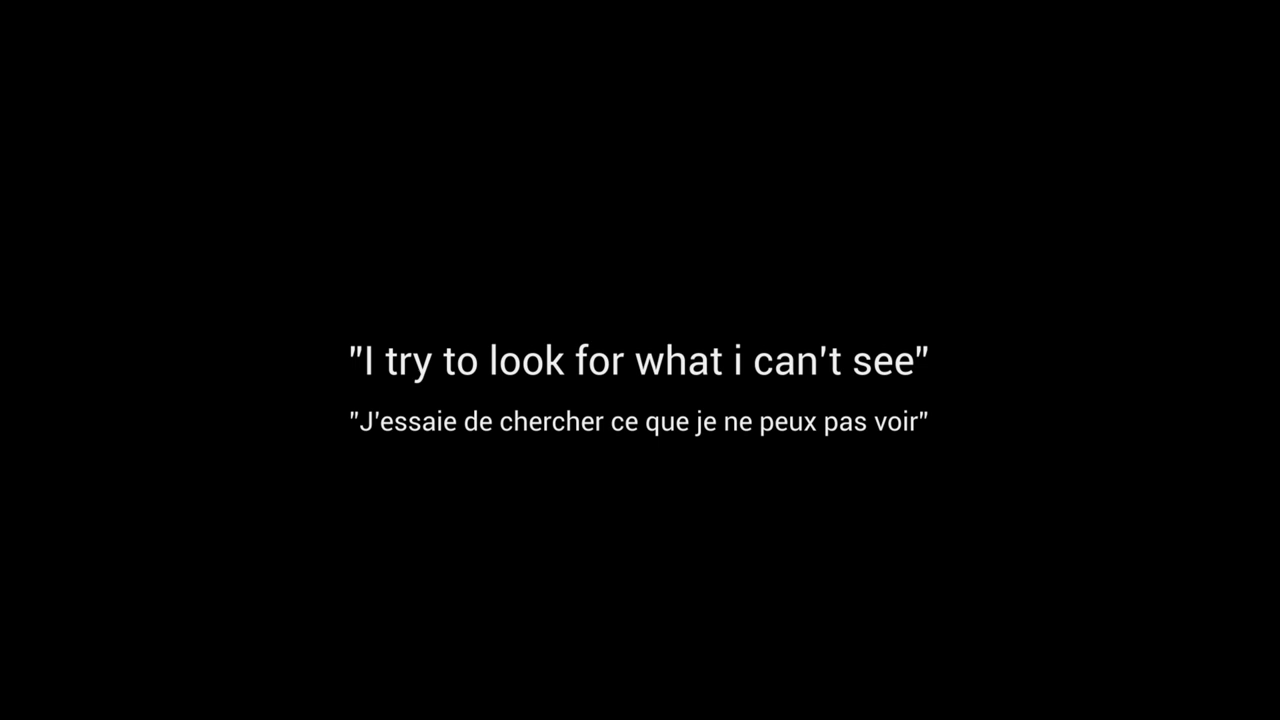 "I try to look for what i can't see"
"J'essaie de chercher ce que je ne peux pas voir"